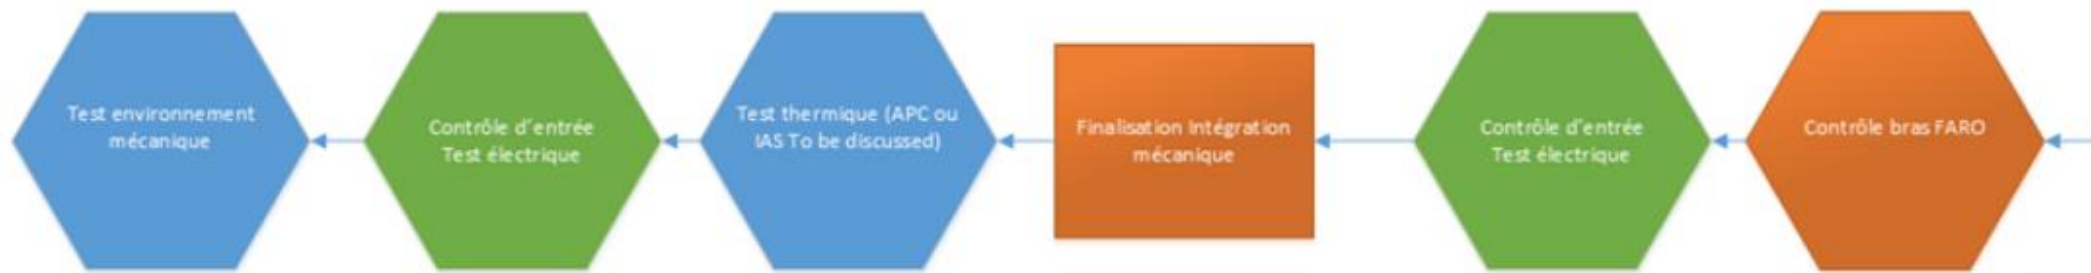 Test environnement
mécanique
Contrôle d'entrée
Test électrique
Test thermique (APC ou
IAS To be discussed)
Finalisation Intégration
mécanique
Contrôle d'entrée
Test électrique
Contrôle bras FARO